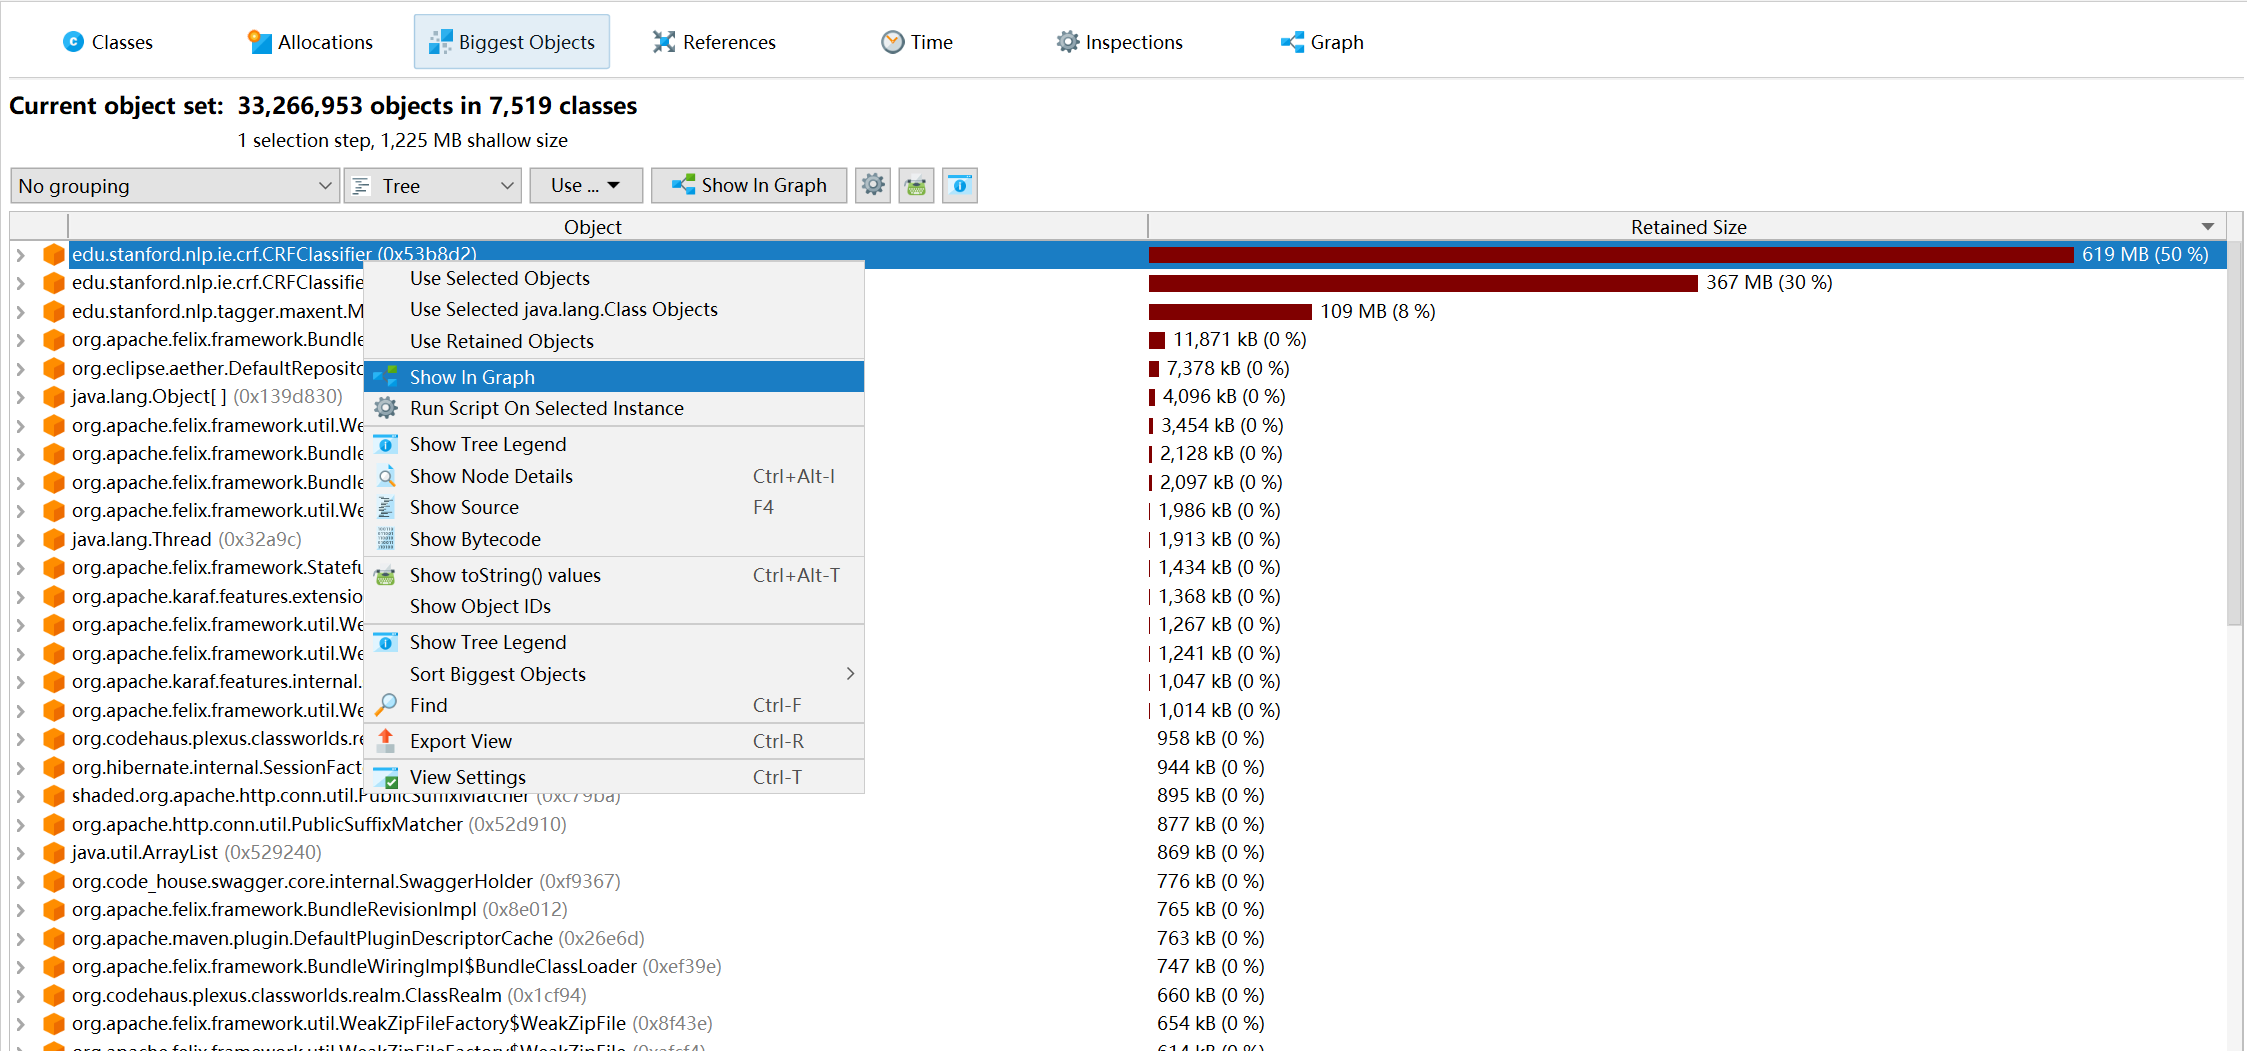 Classes Allocations Biggest Objects References Time Inspections Graph
Current object set: 33,266,953 objects in 7,519 classes
1 selection step, 1,225 MB shallow size
No grouping Tree Use ... Show In Graph
Object Retained Size
edu.stanford.nlp.ie.crf.CRFClassifier (0x53b8d2) 619 MB (50 %)
edu.stanford.nlp.ie.crf.CRFClassifie 367 MB (30 %)
edu.stanford.nlp.tagger.maxent.M 109 MB (8 %)
org.apache.felix.framework.Bundle 11,871 kB (0 %)
org.eclipse.aether.DefaultReposito 7,378 kB (0 %)
java.lang.Object[ ] (0x139d830) 4,096 kB (0 %)
org.apache.felix.framework.util.We 3,454 kB (0 %)
org.apache.felix.framework.Bundle 2,128 kB (0 %)
org.apache.felix.framework.Bundle 2,097 kB (0 %)
org.apache.felix.framework.util.We 1,986 kB (0 %)
java.lang.Thread (0x32a9c) 1,913 kB (0 %)
org.apache.felix.framework.Statefu 1,434 kB (0 %)
org.apache.karaf.features.extensio 1,368 kB (0 %)
org.apache.felix.framework.util.We 1,267 kB (0 %)
org.apache.felix.framework.util.We 1,241 kB (0 %)
org.apache.karaf.features.internal. 1,047 kB (0 %)
org.apache.felix.framework.util.We 1,014 kB (0 %)
org.codehaus.plexus.classworlds.re 958 kB (0 %)
org.hibernate.internal.SessionFact 944 kB (0 %)
shaded.org.apache.http.conn.util.PublicSuffixMatcher (0xc79ba) 895 kB (0 %)
org.apache.http.conn.util.PublicSuffixMatcher (0x52d910) 877 kB (0 %)
java.util.ArrayList (0x529240) 869 kB (0 %)
org.code_house.swagger.core.internal.SwaggerHolder (0xf9367) 776 kB (0 %)
org.apache.felix.framework.BundleRevisionImpl (0x8e012) 765 kB (0 %)
org.apache.maven.plugin.DefaultPluginDescriptorCache (0x26e6d) 763 kB (0 %)
org.apache.felix.framework.BundleWiringImpl$BundleClassLoader (0xef39e) 747 kB (0 %)
org.codehaus.plexus.classworlds.realm.ClassRealm (0x1cf94) 660 kB (0 %)
org.apache.felix.framework.util.WeakZipFileFactory$WeakZipFile (0x8f43e) 654 kB (0 %)
org.apache.felix.framework.util.WeakZipFileFactory$WeakZipFile (0xafcf4) 614 kB (0 %)
Use Selected Objects
Use Selected java.lang.Class Objects
Use Retained Objects
Show In Graph
Run Script On Selected Instance
Show Tree Legend
Show Node Details Ctrl+Alt-I
Show Source F4
Show Bytecode
Show toString() values Ctrl+Alt-T
Show Object IDs
Show Tree Legend
Sort Biggest Objects
Find Ctrl-F
Export View Ctrl-R
View Settings Ctrl-T